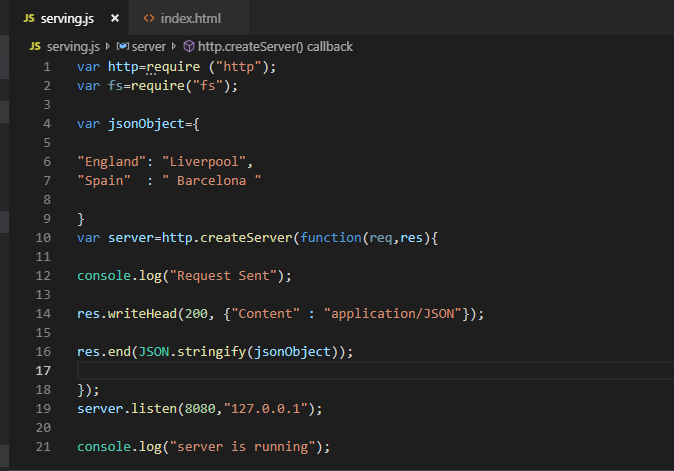 JS serving.js × <> index.html
JS serving.js server http.createServer() callback
1 var http=require ("http");
2 var fs=require("fs");
3
4 var jsonObject={
5
6 "England": "Liverpool",
7 "Spain"  : " Barcelona "
8
9 }
10 var server=http.createServer(function(req,res){
11
12 console.log("Request Sent");
13
14 res.writeHead(200, {"Content" : "application/JSON"});
15
16 res.end(JSON.stringify(jsonObject));
17
18 });
19 server.listen(8080,"127.0.0.1");
20
21 console.log("server is running");